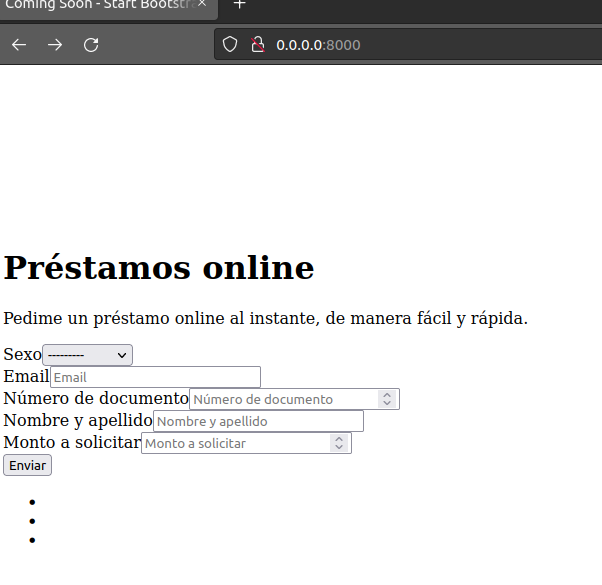 Coming Soon - Start Bootstra
0.0.0.0:8000
Préstamos online
Pedime un préstamo online al instante, de manera fácil y rápida.
Sexo ---------
Email Email
Número de documento Número de documento
Nombre y apellido Nombre y apellido
Monto a solicitar Monto a solicitar
Enviar